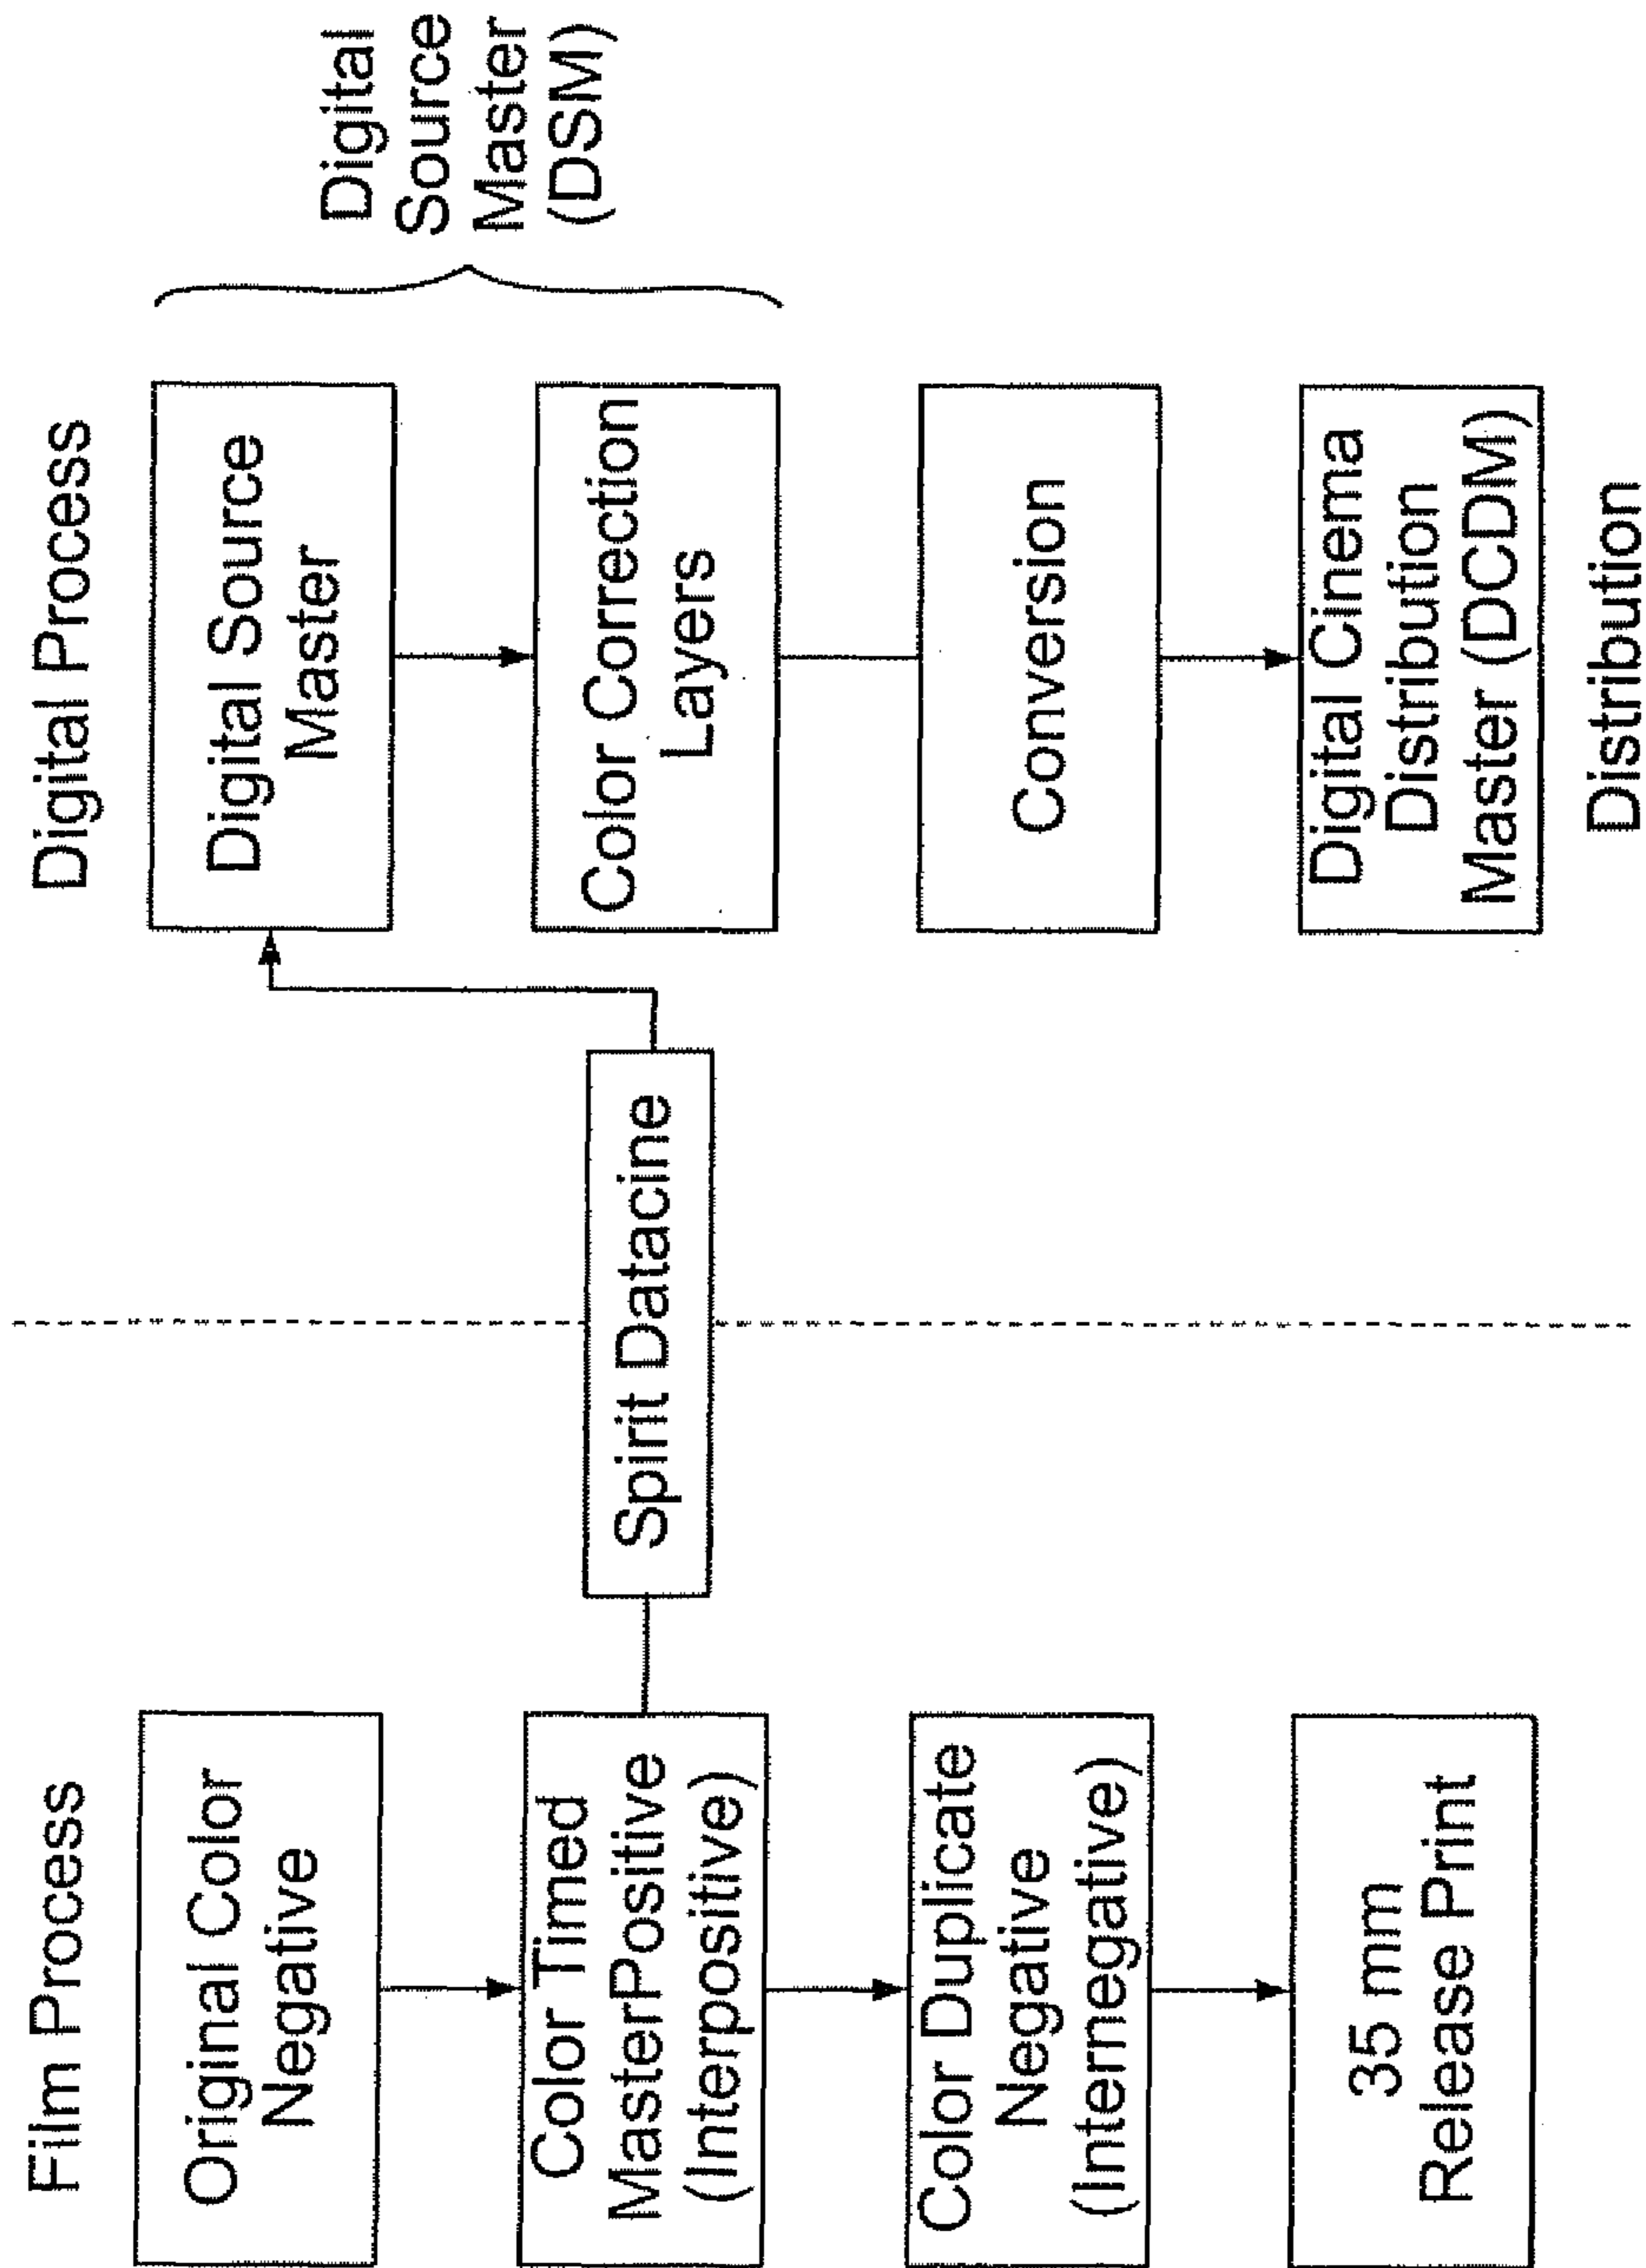 Film Process
Original Color
Negative
Color Timed
MasterPositive
(Interpositive)
Color Duplicate
Negative
(Internegative)
35 mm
Release Print
Spirit Datacine
Digital Process
Digital Source
Master
Color Correction
Layers
Conversion
Digital Cinema
Distribution
Master (DCDM)
Distribution
Digital
Source
Master
(DSM)